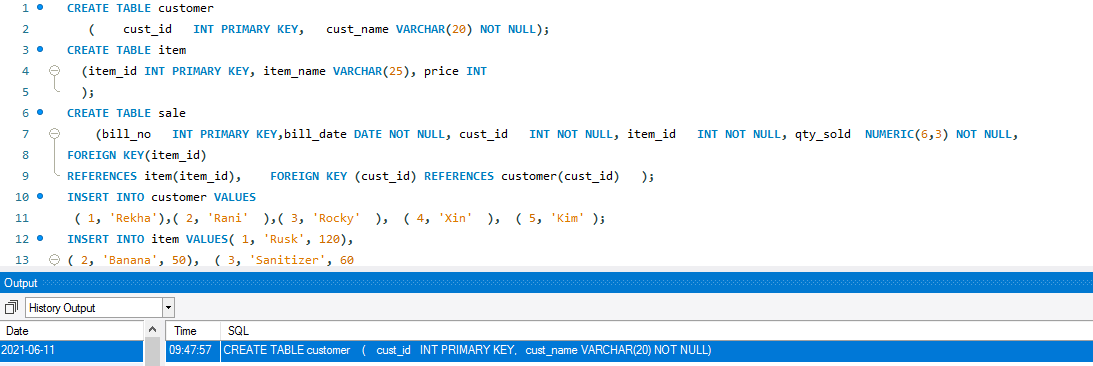 1 CREATE TABLE customer
2 ( cust_id INT PRIMARY KEY, cust_name VARCHAR(20) NOT NULL);
3 CREATE TABLE item
4 (item_id INT PRIMARY KEY, item_name VARCHAR(25), price INT
5 );
6 CREATE TABLE sale
7 (bill_no INT PRIMARY KEY,bill_date DATE NOT NULL, cust_id INT NOT NULL, item_id INT NOT NULL, qty_sold NUMERIC(6,3) NOT NULL,
8 FOREIGN KEY(item_id)
9 REFERENCES item(item_id), FOREIGN KEY (cust_id) REFERENCES customer(cust_id) );
10 INSERT INTO customer VALUES
11 ( 1, 'Rekha'),( 2, 'Rani' ),( 3, 'Rocky' ), ( 4, 'Xin' ), ( 5, 'Kim' );
12 INSERT INTO item VALUES( 1, 'Rusk', 120),
13 ( 2, 'Banana', 50), ( 3, 'Sanitizer', 60
Output
History Output
Date Time SQL
2021-06-11 09:47:57 CREATE TABLE customer ( cust_id INT PRIMARY KEY, cust_name VARCHAR(20) NOT NULL)